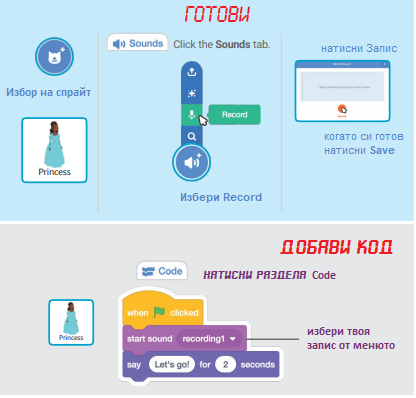 ГОТОВИ
Избор на спрайт
Princess
Sounds
Click the Sounds tab.
Record
Избери Record
натисни Запис
когато си готов
натисни Save
ДОБАВИ КОД
Code
НАТИСНИ РАЗДЕЛА Code
Princess
when clicked
start sound recording1
say Let's go! for 2 seconds
избери твоя
запис от менюто